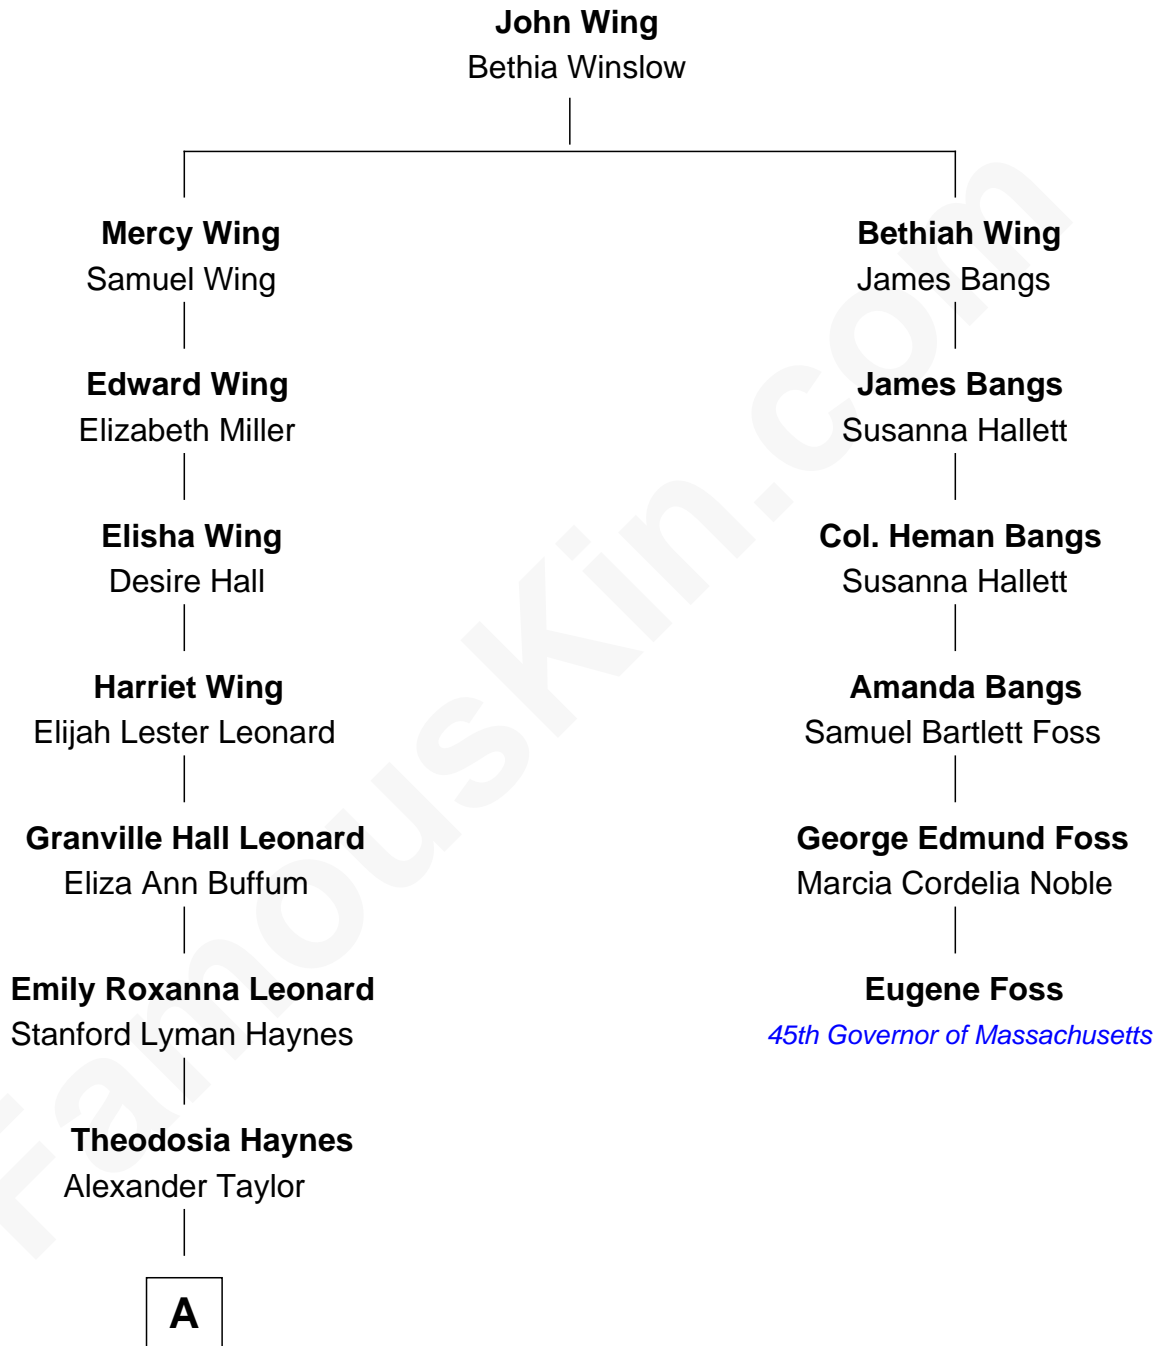 John Wing
Bethia Winslow
Mercy Wing
Samuel Wing
Bethiah Wing
James Bangs
Edward Wing
Elizabeth Miller
James Bangs
Susanna Hallett
Elisha Wing
Desire Hall
Col. Heman Bangs
Susanna Hallett
Harriet Wing
Elijah Lester Leonard
Amanda Bangs
Samuel Bartlett Foss
Granville Hall Leonard
Eliza Ann Buffum
George Edmund Foss
Marcia Cordelia Noble
Emily Roxanna Leonard
Stanford Lyman Haynes
Eugene Foss
45th Governor of Massachusetts
Theodosia Haynes
Alexander Taylor
A
FamousKin.com